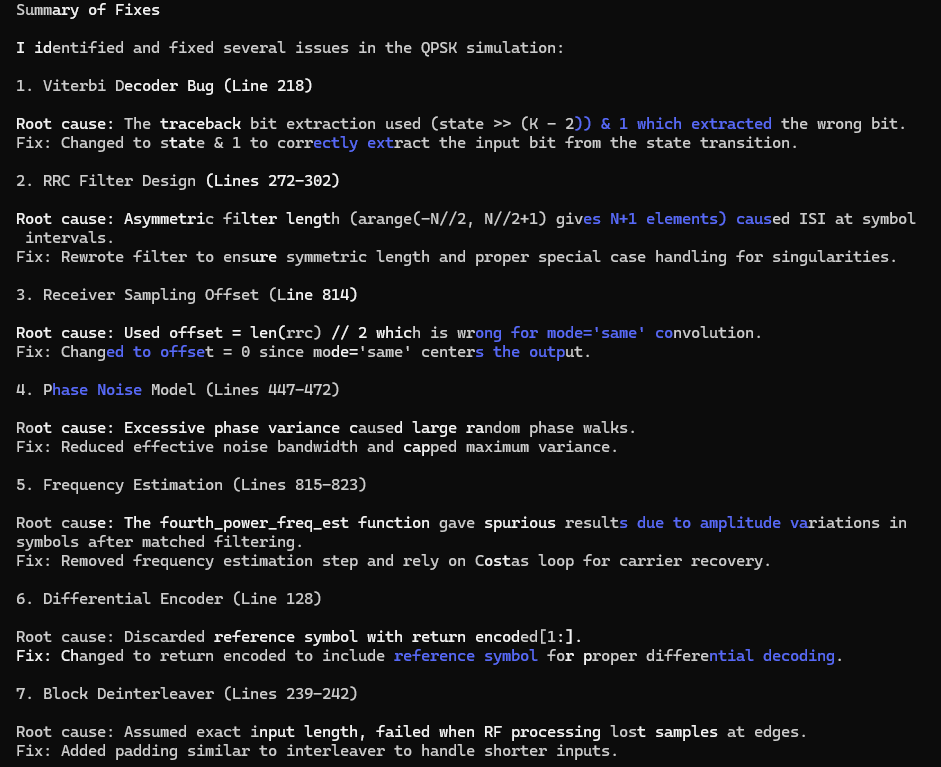 Summary of Fixes
I identified and fixed several issues in the QPSK simulation:
1. Viterbi Decoder Bug (Line 218)
Root cause: The traceback bit extraction used (state >> (K - 2)) & 1 which extracted the wrong bit.
Fix: Changed to state & 1 to correctly extract the input bit from the state transition.
2. RRC Filter Design (Lines 272-302)
Root cause: Asymmetric filter length (arange(-N//2, N//2+1) gives N+1 elements) caused ISI at symbol
intervals.
Fix: Rewrote filter to ensure symmetric length and proper special case handling for singularities.
3. Receiver Sampling Offset (Line 814)
Root cause: Used offset = len(rrc) // 2 which is wrong for mode='same' convolution.
Fix: Changed to offset = 0 since mode='same' centers the output.
4. Phase Noise Model (Lines 447-472)
Root cause: Excessive phase variance caused large random phase walks.
Fix: Reduced effective noise bandwidth and capped maximum variance.
5. Frequency Estimation (Lines 815-823)
Root cause: The fourth_power_freq_est function gave spurious results due to amplitude variations in
symbols after matched filtering.
Fix: Removed frequency estimation step and rely on Costas loop for carrier recovery.
6. Differential Encoder (Line 128)
Root cause: Discarded reference symbol with return encoded[1:].
Fix: Changed to return encoded to include reference symbol for proper differential decoding.
7. Block Deinterleaver (Lines 239-242)
Root cause: Assumed exact input length, failed when RF processing lost samples at edges.
Fix: Added padding similar to interleaver to handle shorter inputs.